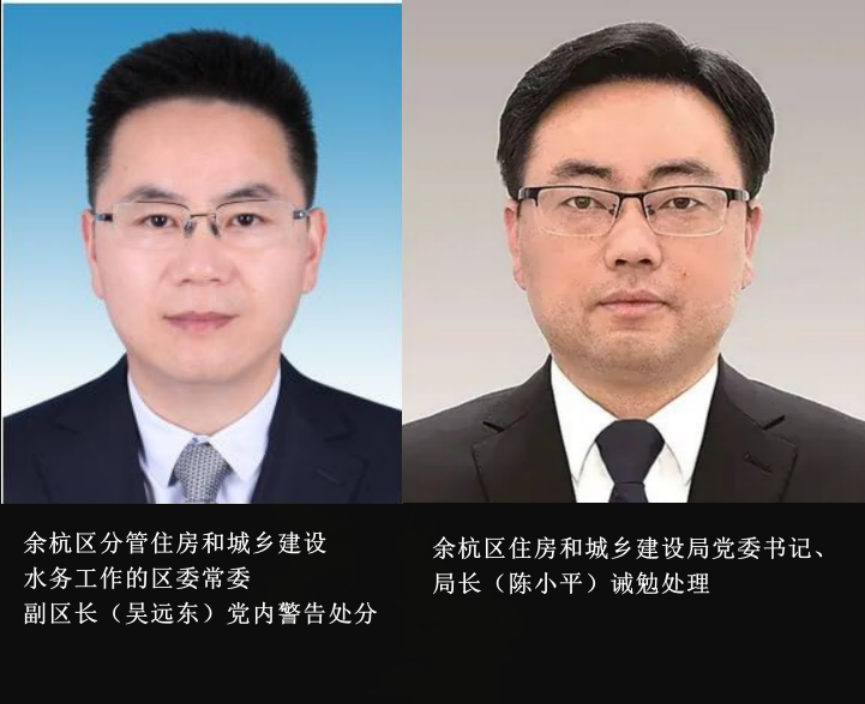 余杭区分管住房和城乡建设
水务工作的区委常委
副区长（吴远东）党内警告处分
余杭区住房和城乡建设局党委书记、
局长（陈小平）诫勉处理